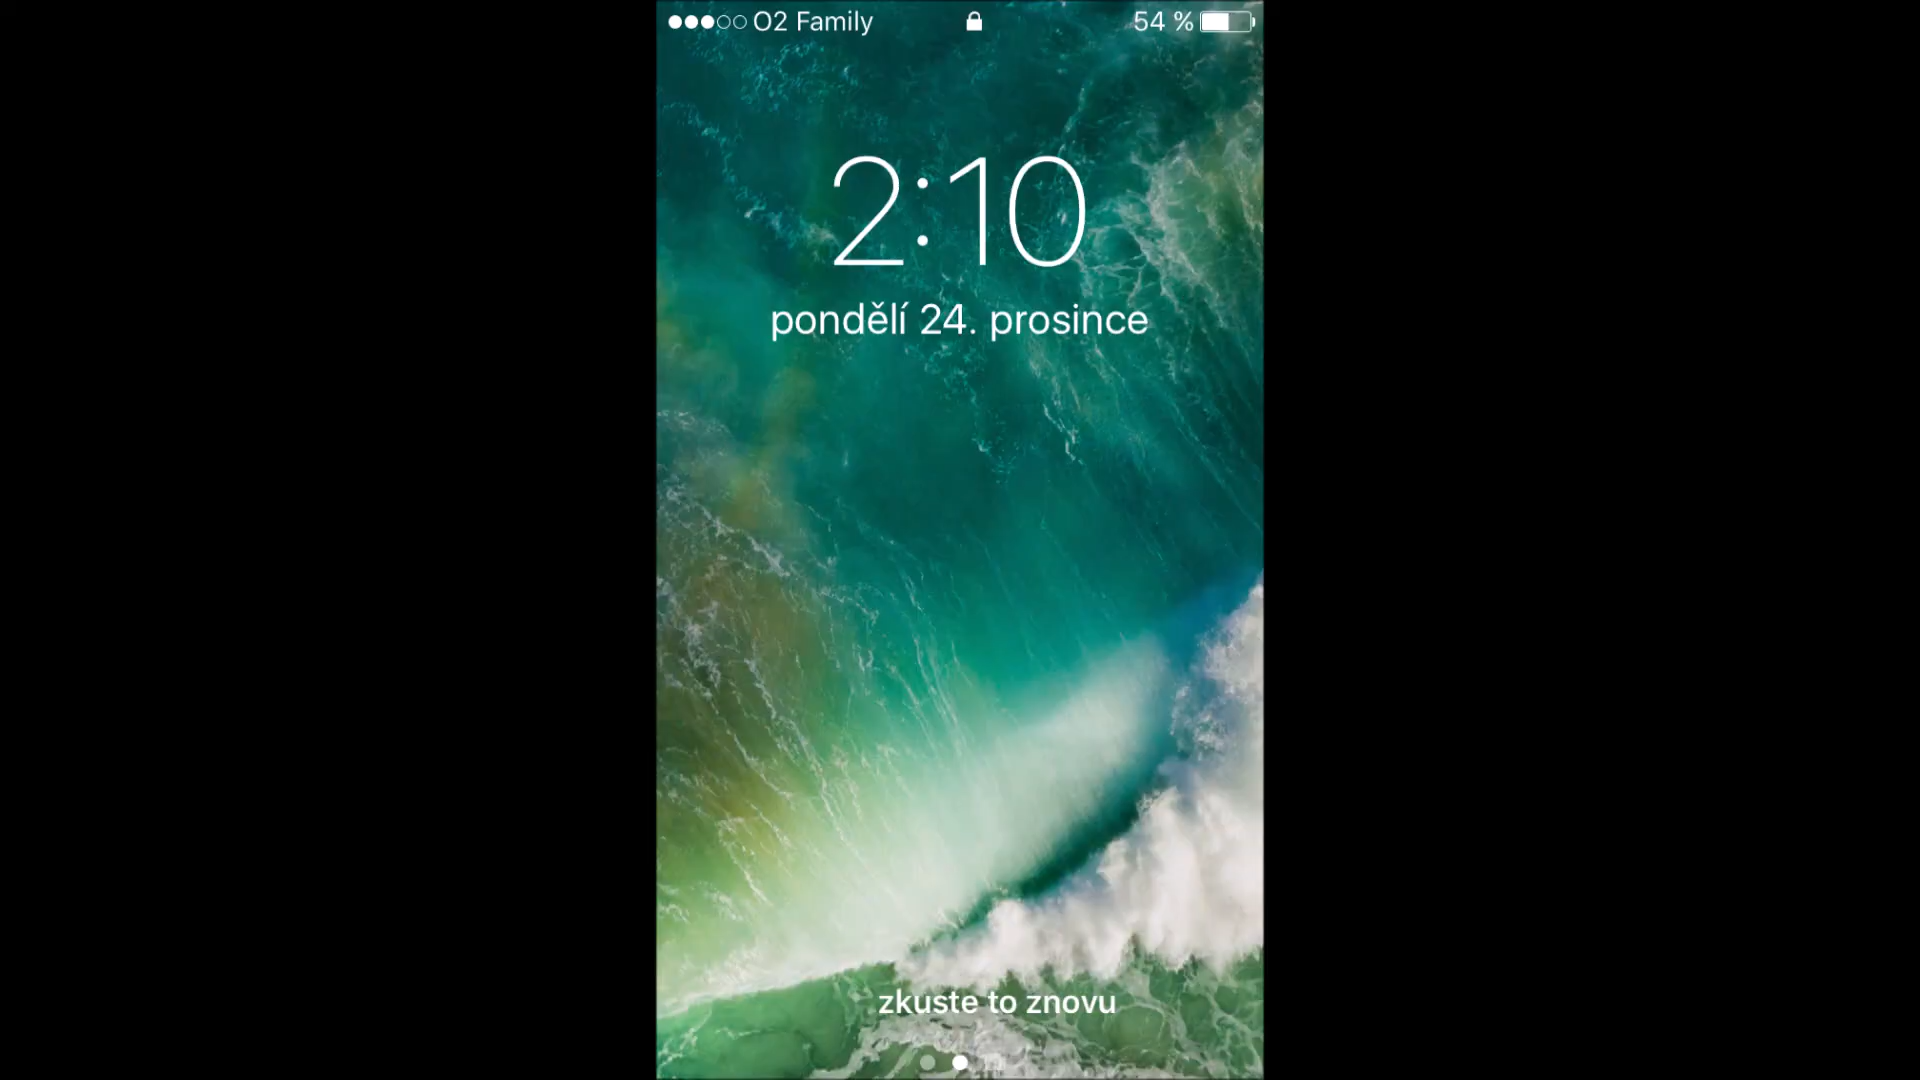 O2 Family 54 %
2:10
pondělí 24. prosince
zkuste to znovu